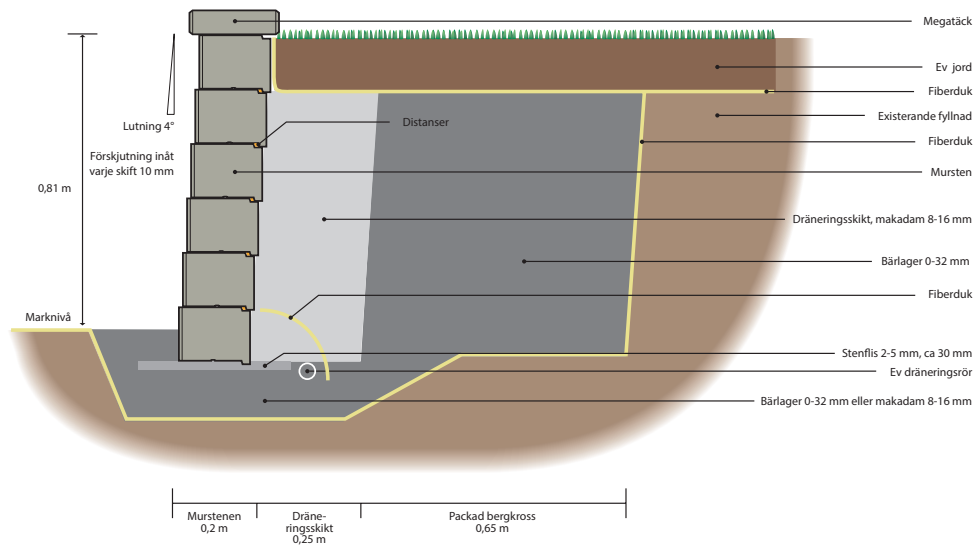 Megatäck
Ev jord
Fiberduk
Existerande fyllnad
Distanser
Lutning 4°
Fiberduk
Förskjutning inåt
varje skift 10 mm
Mursten
0,81 m
Dräneringsskikt, makadam 8-16 mm
Bärlager 0-32 mm
Fiberduk
Marknivå
Stenflis 2-5 mm, ca 30 mm
Ev dräneringsrör
Bärlager 0-32 mm eller makadam 8-16 mm
Murstenen
0,2 m
Dräne-
ringsskikt
0,25 m
Packad bergkross
0,65 m